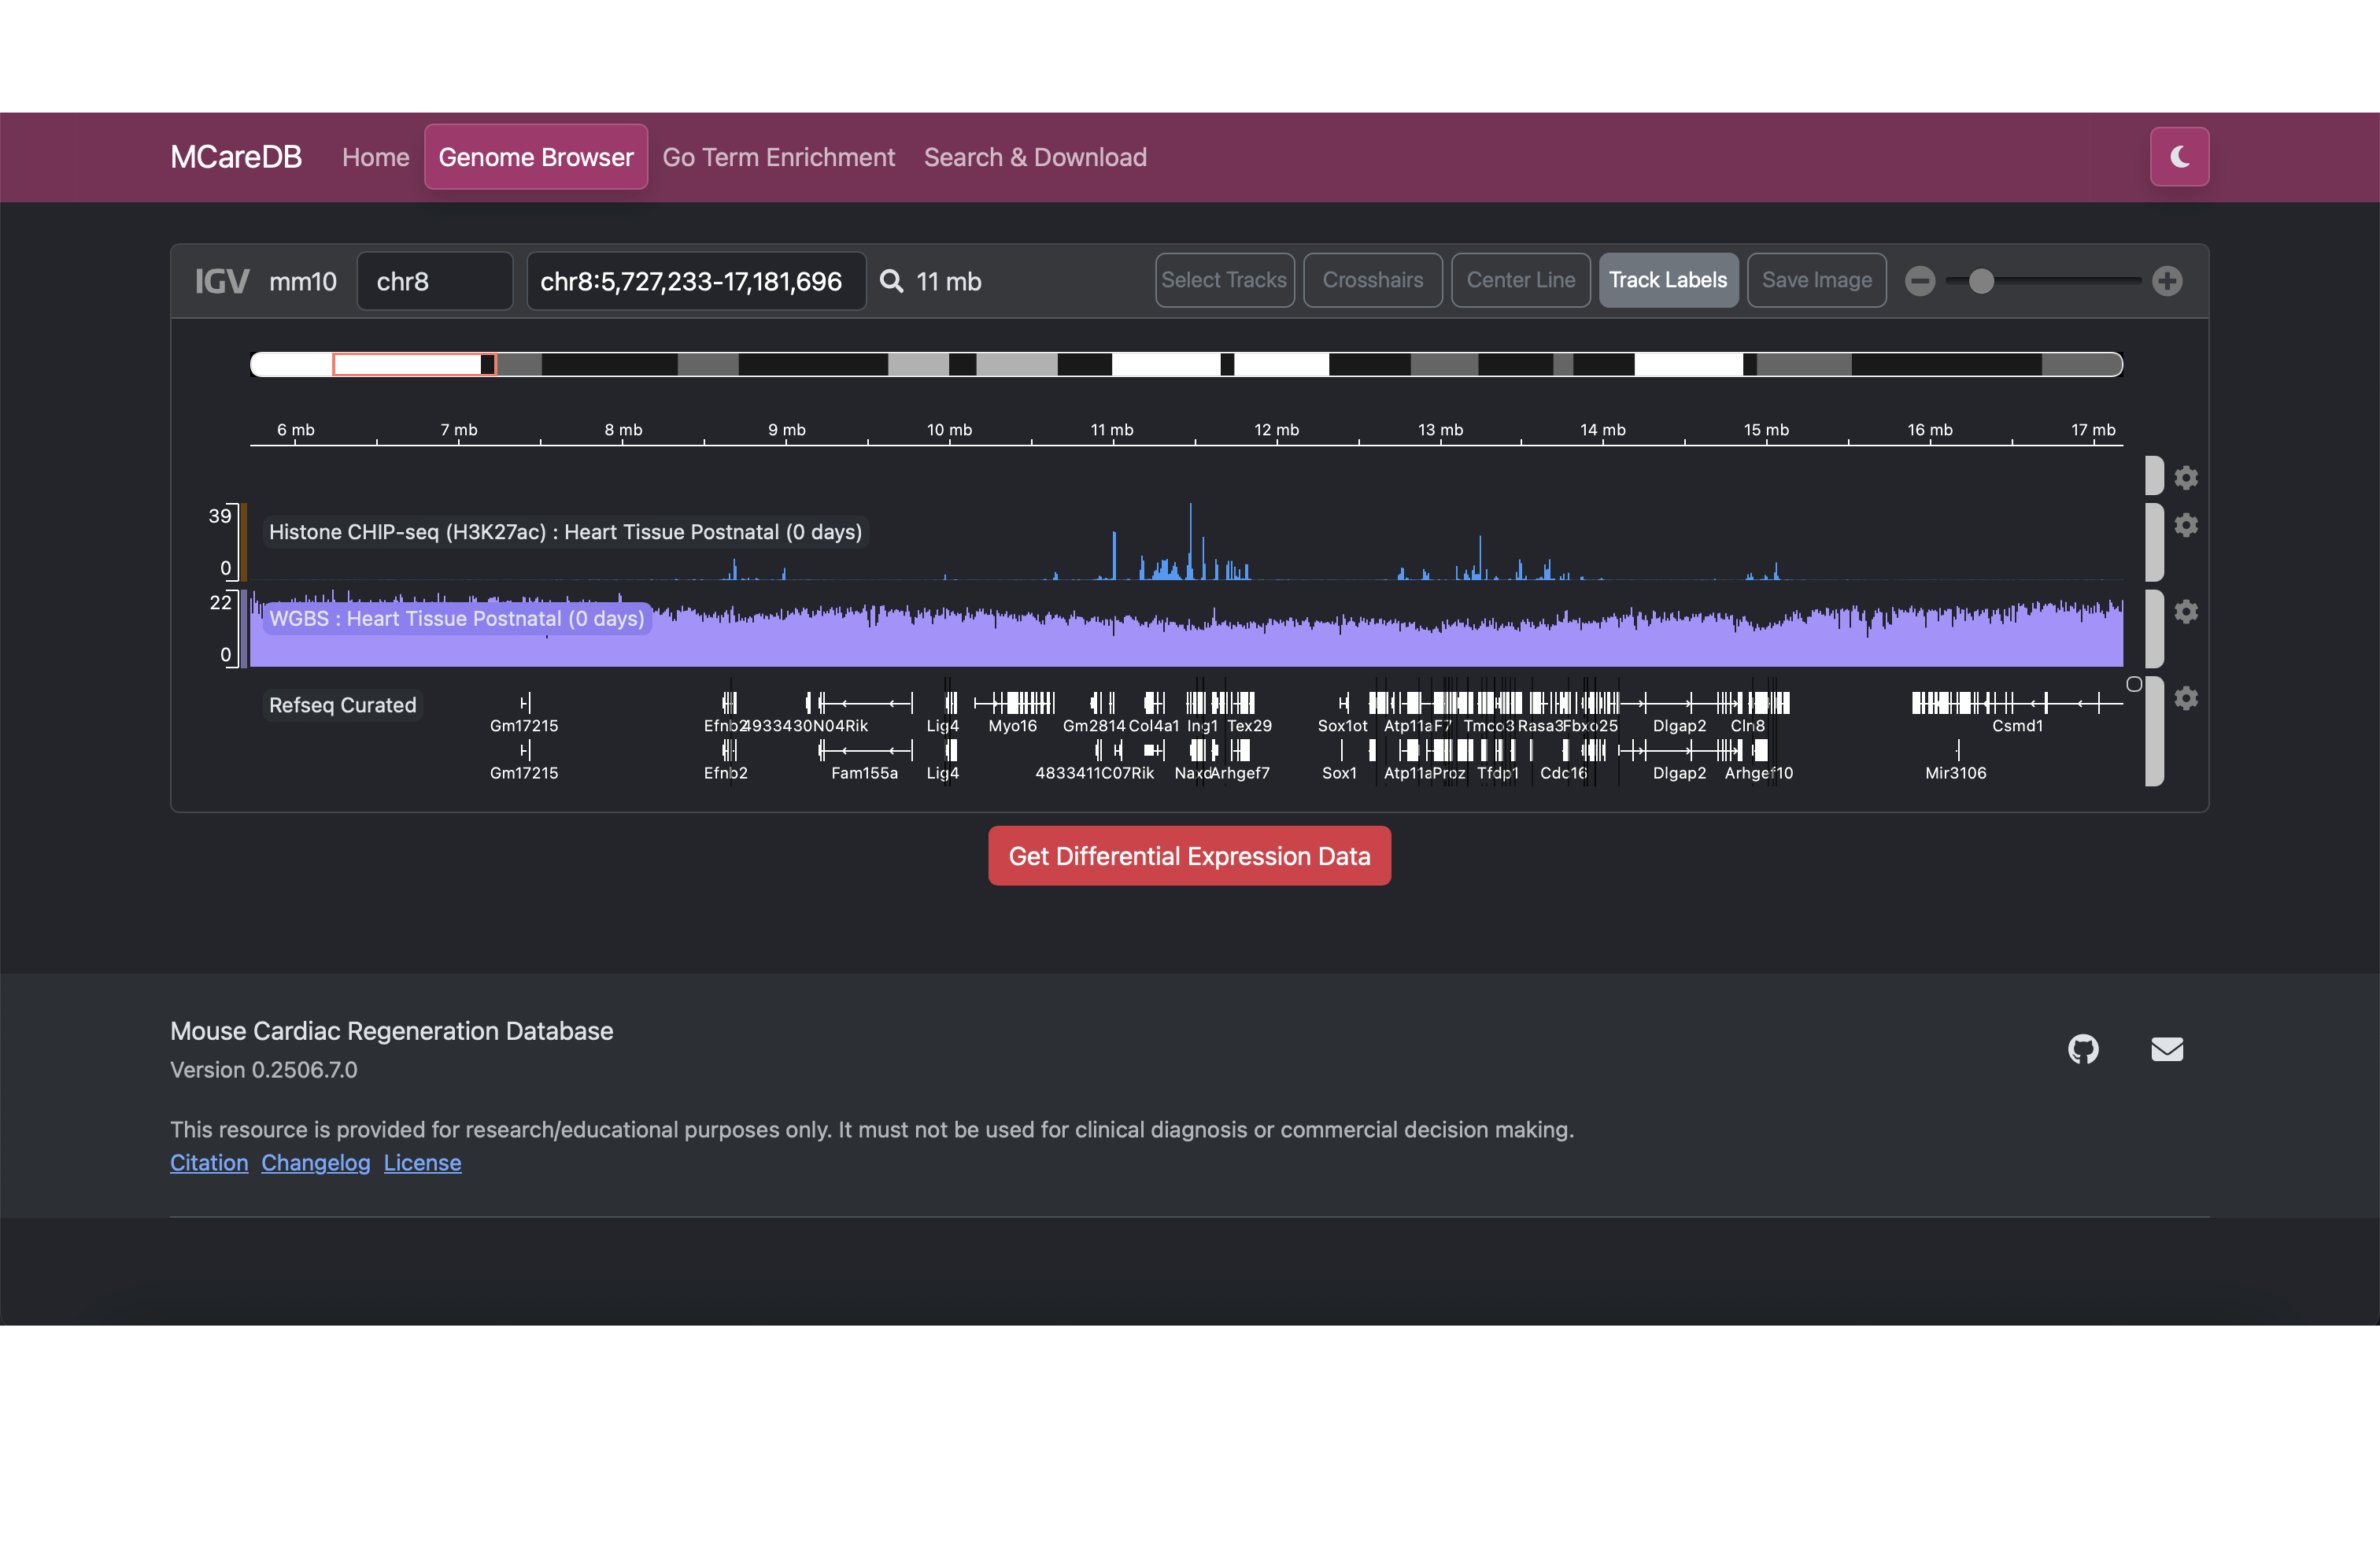 MCareDB Home Genome Browser Go Term Enrichment Search & Download
IGV mm10 chr8 chr8:5,727,233-17,181,696 11 mb Select Tracks Crosshairs Center Line Track Labels Save Image
6 mb 7 mb 8 mb 9 mb 10 mb 11 mb 12 mb 13 mb 14 mb 15 mb 16 mb 17 mb
39
Histone CHIP-seq (H3K27ac) : Heart Tissue Postnatal (0 days)
0
22
WGBS : Heart Tissue Postnatal (0 days)
0
Refseq Curated
Gm17215 Efnb2 4933430N04Rik Lig4 Myo16 Gm2814 Col4a1 Ing1 Tex29 Sox1ot Atp11a F7 Tmco3 Rasa3 Fbxo25 Dlgap2 Cln8 Csmd1
Gm17215 Efnb2 Fam155a Lig4 4833411C07Rik Naxd Arhgef7 Sox1 Atp11a Proz Tfdp1 Cdc16 Dlgap2 Arhgef10 Mir3106
Get Differential Expression Data
Mouse Cardiac Regeneration Database
Version 0.2506.7.0
This resource is provided for research/educational purposes only. It must not be used for clinical diagnosis or commercial decision making.
Citation Changelog License